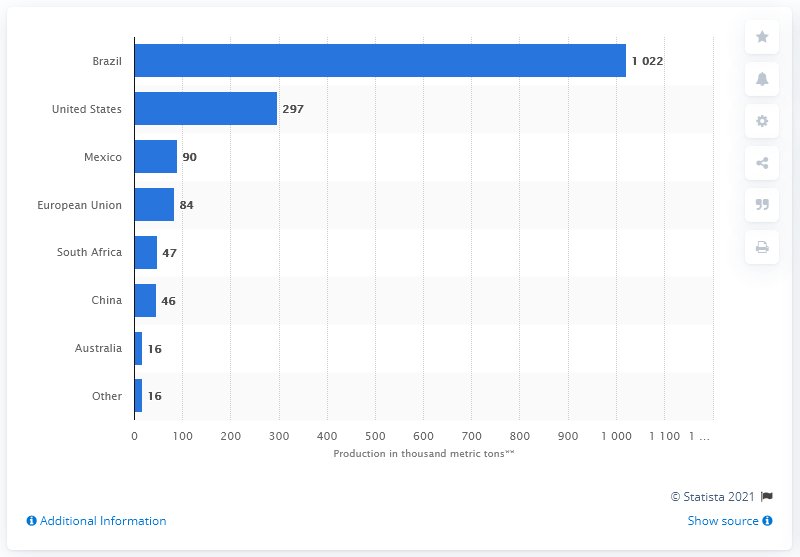 Brazil 1 022
United States 297
Mexico 90
European Union 84
South Africa 47
China 46
Australia 16
Other 16
0 100 200 300 400 500 600 700 800 900 1 000 1 100 1 ...
Production in thousand metric tons**
© Statista 2021
Additional Information Show source